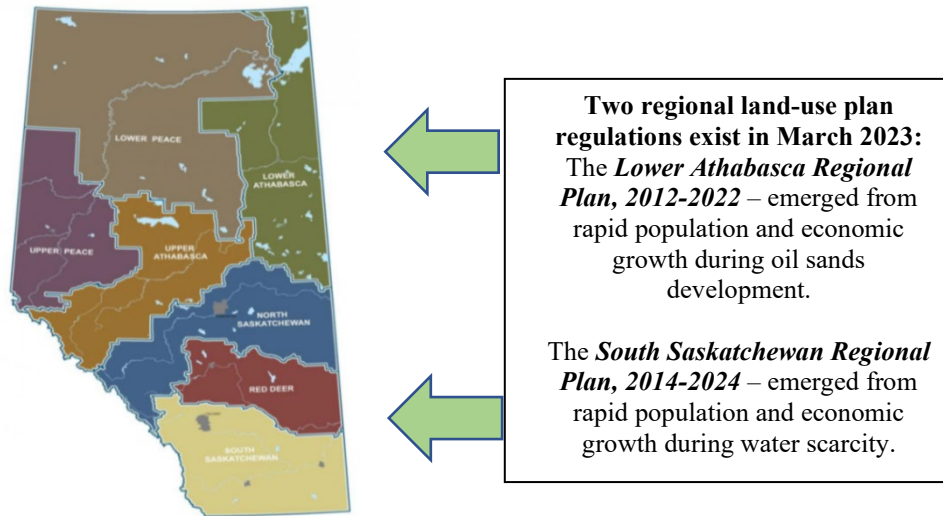 LOWER PEACE
LOWER
ATHABASCA
UPPER PEACE
UPPER
ATHABASCA
NORTH
SASKATCHEWAN
RED DEER
SOUTH
SASKATCHEWAN
Two regional land-use plan
regulations exist in March 2023:
The Lower Athabasca Regional
Plan, 2012-2022 – emerged from
rapid population and economic
growth during oil sands
development.
The South Saskatchewan Regional
Plan, 2014-2024 – emerged from
rapid population and economic
growth during water scarcity.